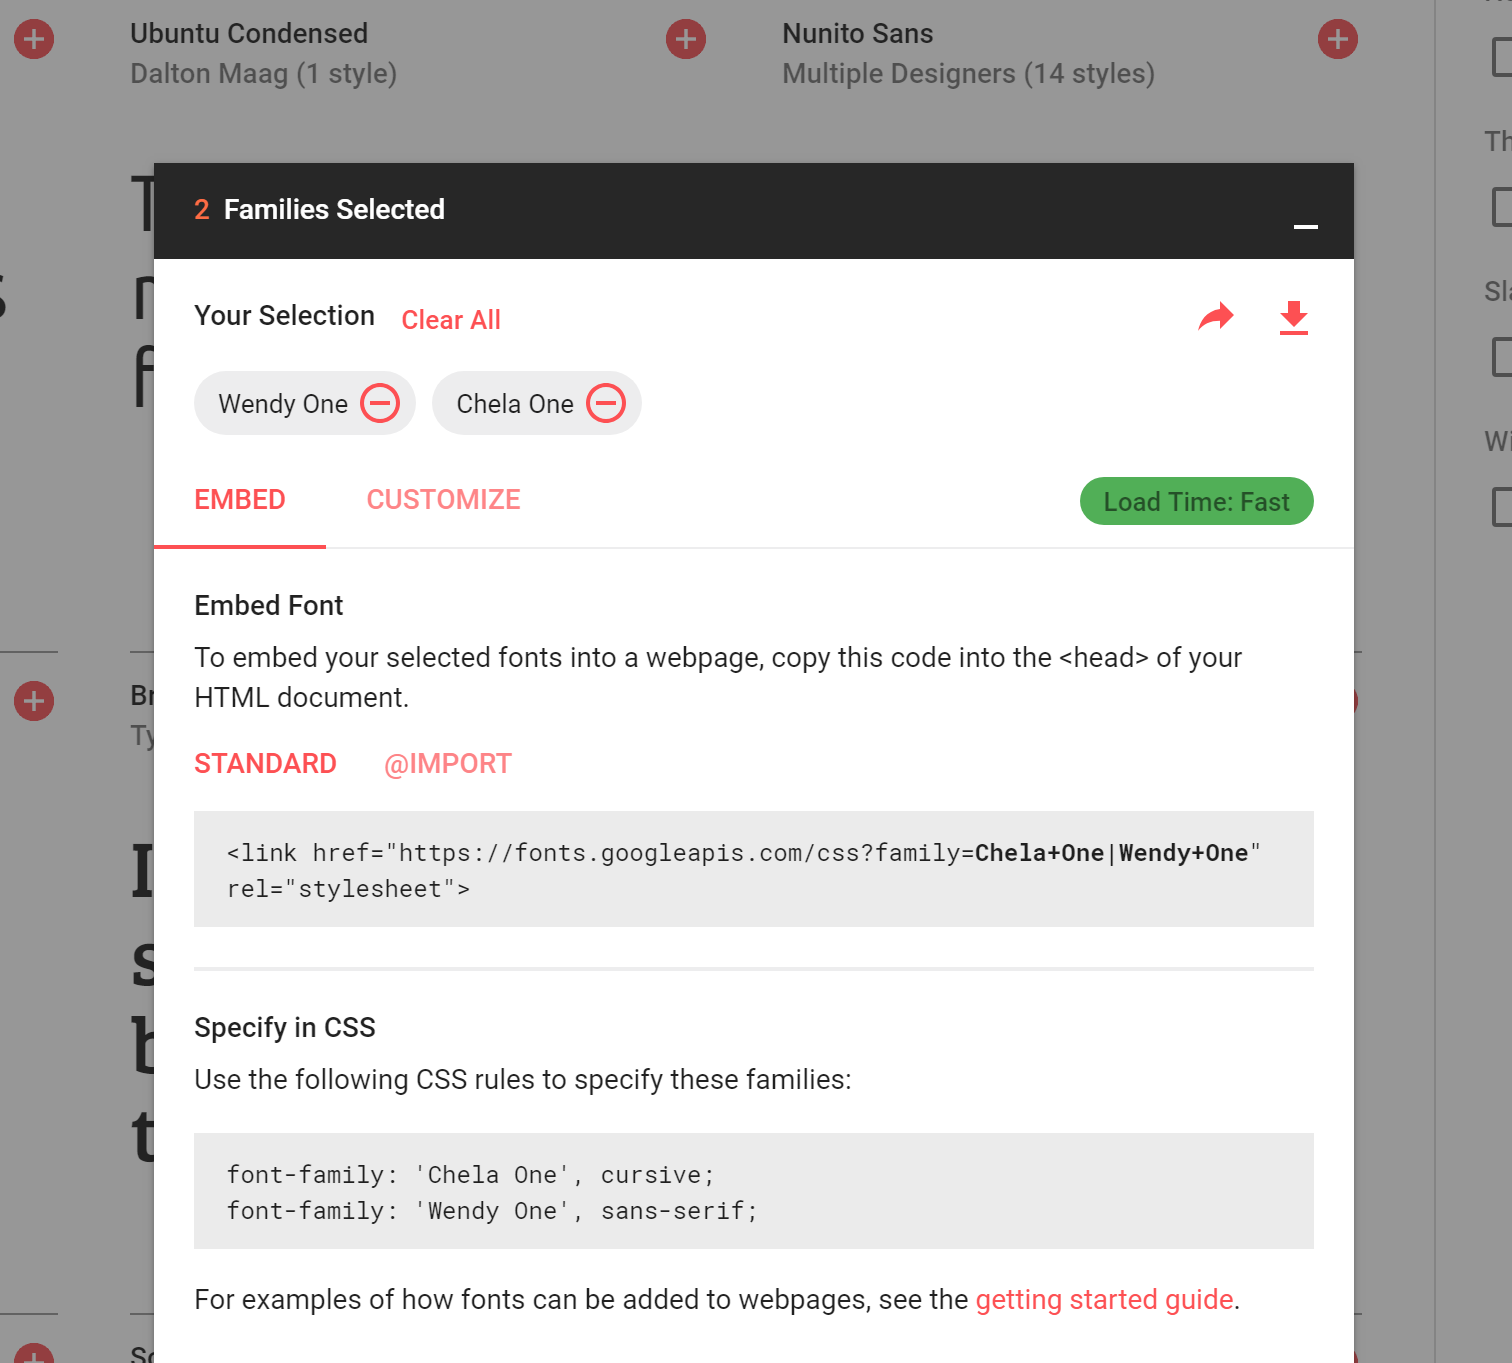 Ubuntu Condensed
Dalton Maag (1 style)
Nunito Sans
Multiple Designers (14 styles)
2 Families Selected
Your Selection Clear All
Wendy One
Chela One
EMBED CUSTOMIZE Load Time: Fast
Embed Font
To embed your selected fonts into a webpage, copy this code into the <head> of your
HTML document.
STANDARD @IMPORT
<link href="https://fonts.googleapis.com/css?family=Chela+One|Wendy+One"
rel="stylesheet">
Specify in CSS
Use the following CSS rules to specify these families:
font-family: 'Chela One', cursive;
font-family: 'Wendy One', sans-serif;
For examples of how fonts can be added to webpages, see the getting started guide.